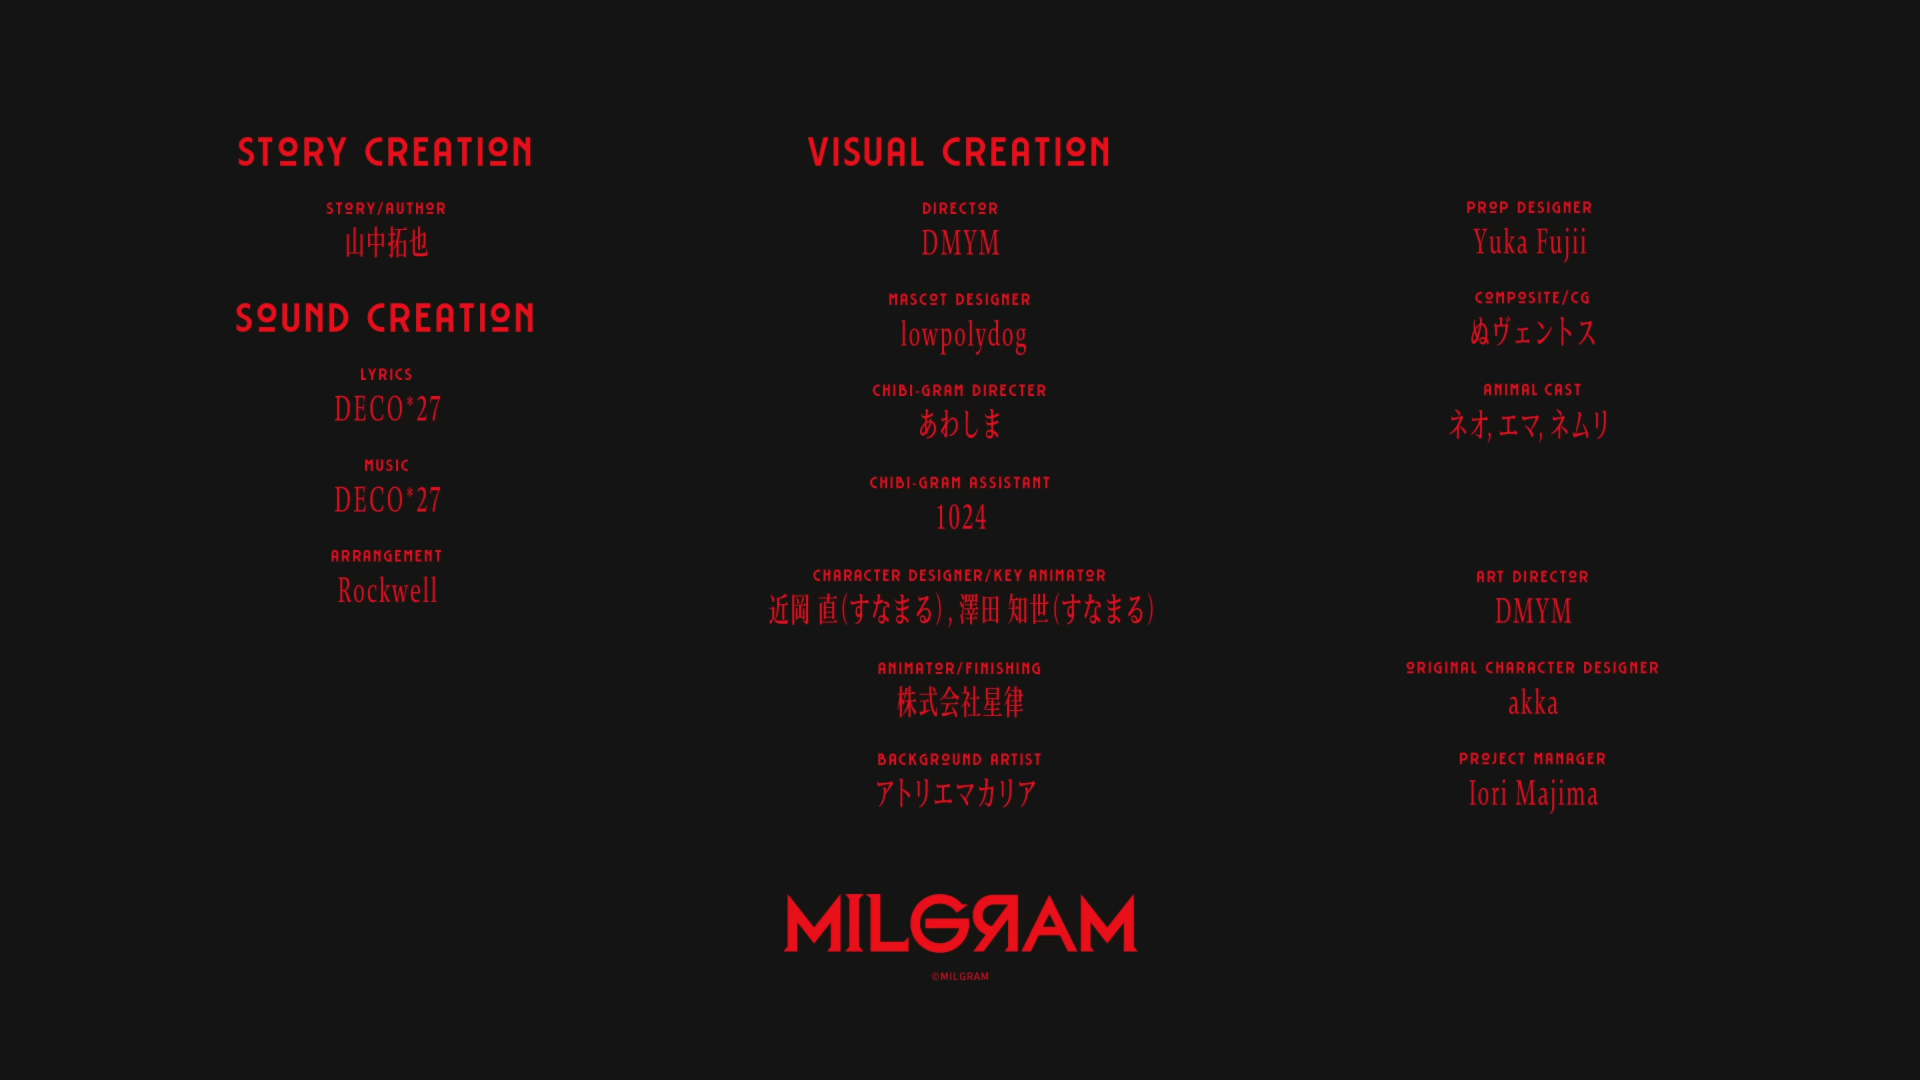 STORY CREATION
STORY/AUTHOR
山中拓也
SOUND CREATION
LYRICS
DECO*27
MUSIC
DECO*27
ARRANGEMENT
Rockwell
VISUAL CREATION
DIRECTOR
DMYM
MASCOT DESIGNER
lowpolydog
CHIBI-GRAM DIRECTER
あわしま
CHIBI-GRAM ASSISTANT
1024
CHARACTER DESIGNER/KEY ANIMATOR
近岡 直(すなまる), 澤田 知世(すなまる)
ANIMATOR/FINISHING
株式会社星律
BACKGROUND ARTIST
アトリエマカリア
PROP DESIGNER
Yuka Fujii
COMPOSITE/CG
ぬヴェントス
ANIMAL CAST
ネオ, エマ, ネムリ
ART DIRECTOR
DMYM
ORIGINAL CHARACTER DESIGNER
akka
PROJECT MANAGER
Iori Majima
MILGRAM
©MILGRAM